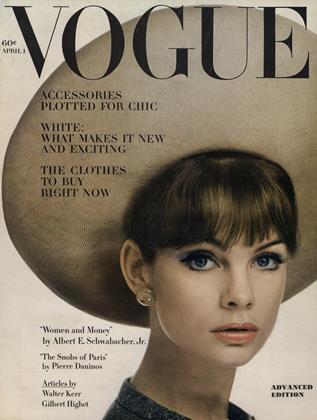 VOGUE
60¢
APRIL 1
ACCESSORIES
PLOTTED FOR CHIC
WHITE:
WHAT MAKES IT NEW
AND EXCITING
THE CLOTHES
TO BUY
RIGHT NOW
"Women and Money"
by Albert E. Schwabacher, Jr.
"The Snobs of Paris"
by Pierre Daninos
Articles by
Walter Kerr
Gilbert Highet
ADVANCED
EDITION